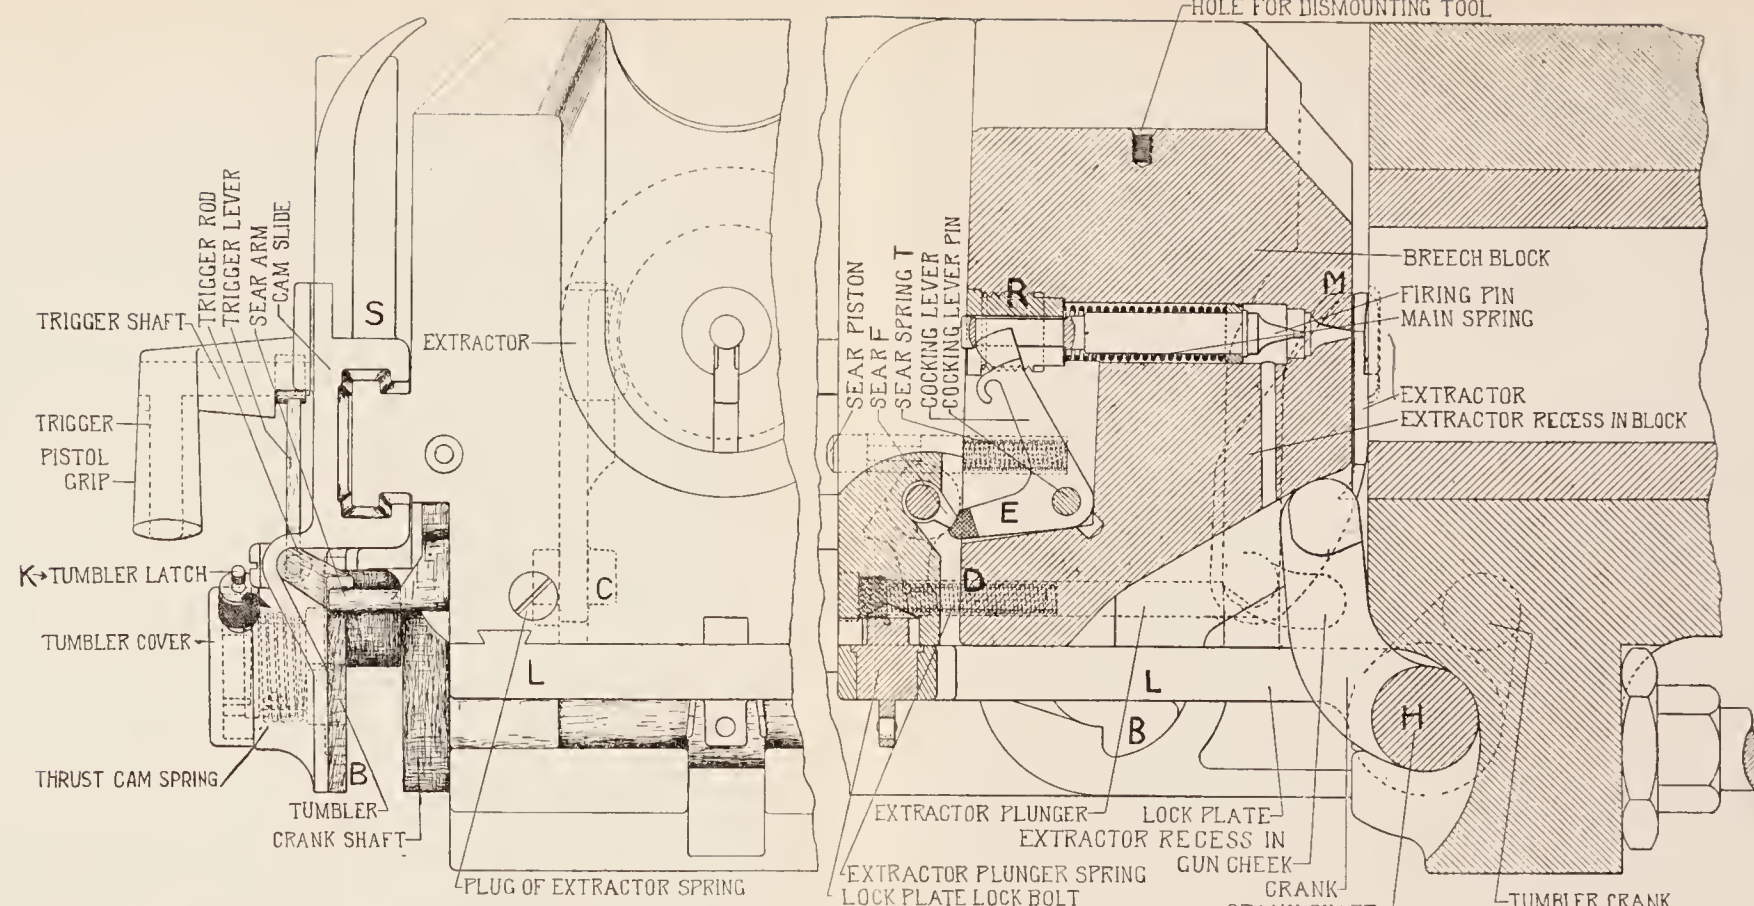 HOLE FOR DISMOUNTING TOOL
TRIGGER ROD
TRIGGER LEVER
SEAR ARM
CAM SLIDE
TRIGGER SHAFT
S
EXTRACTOR
TRIGGER
PISTOL
GRIP
K→TUMBLER LATCH
TUMBLER COVER
C
L
THRUST CAM SPRING
B
TUMBLER
CRANK SHAFT
PLUG OF EXTRACTOR SPRING
SEAR PISTON
SEAR F
SEAR SPRING T
COCKING LEVER
COCKING LEVER PIN
R
M
BREECH BLOCK
FIRING PIN
MAIN SPRING
EXTRACTOR
EXTRACTOR RECESS IN BLOCK
E
D
L
B
H
EXTRACTOR PLUNGER
LOCK PLATE
EXTRACTOR RECESS IN
GUN CHEEK
EXTRACTOR PLUNGER SPRING
LOCK PLATE LOCK BOLT
CRANK
TUMBLER CRANK